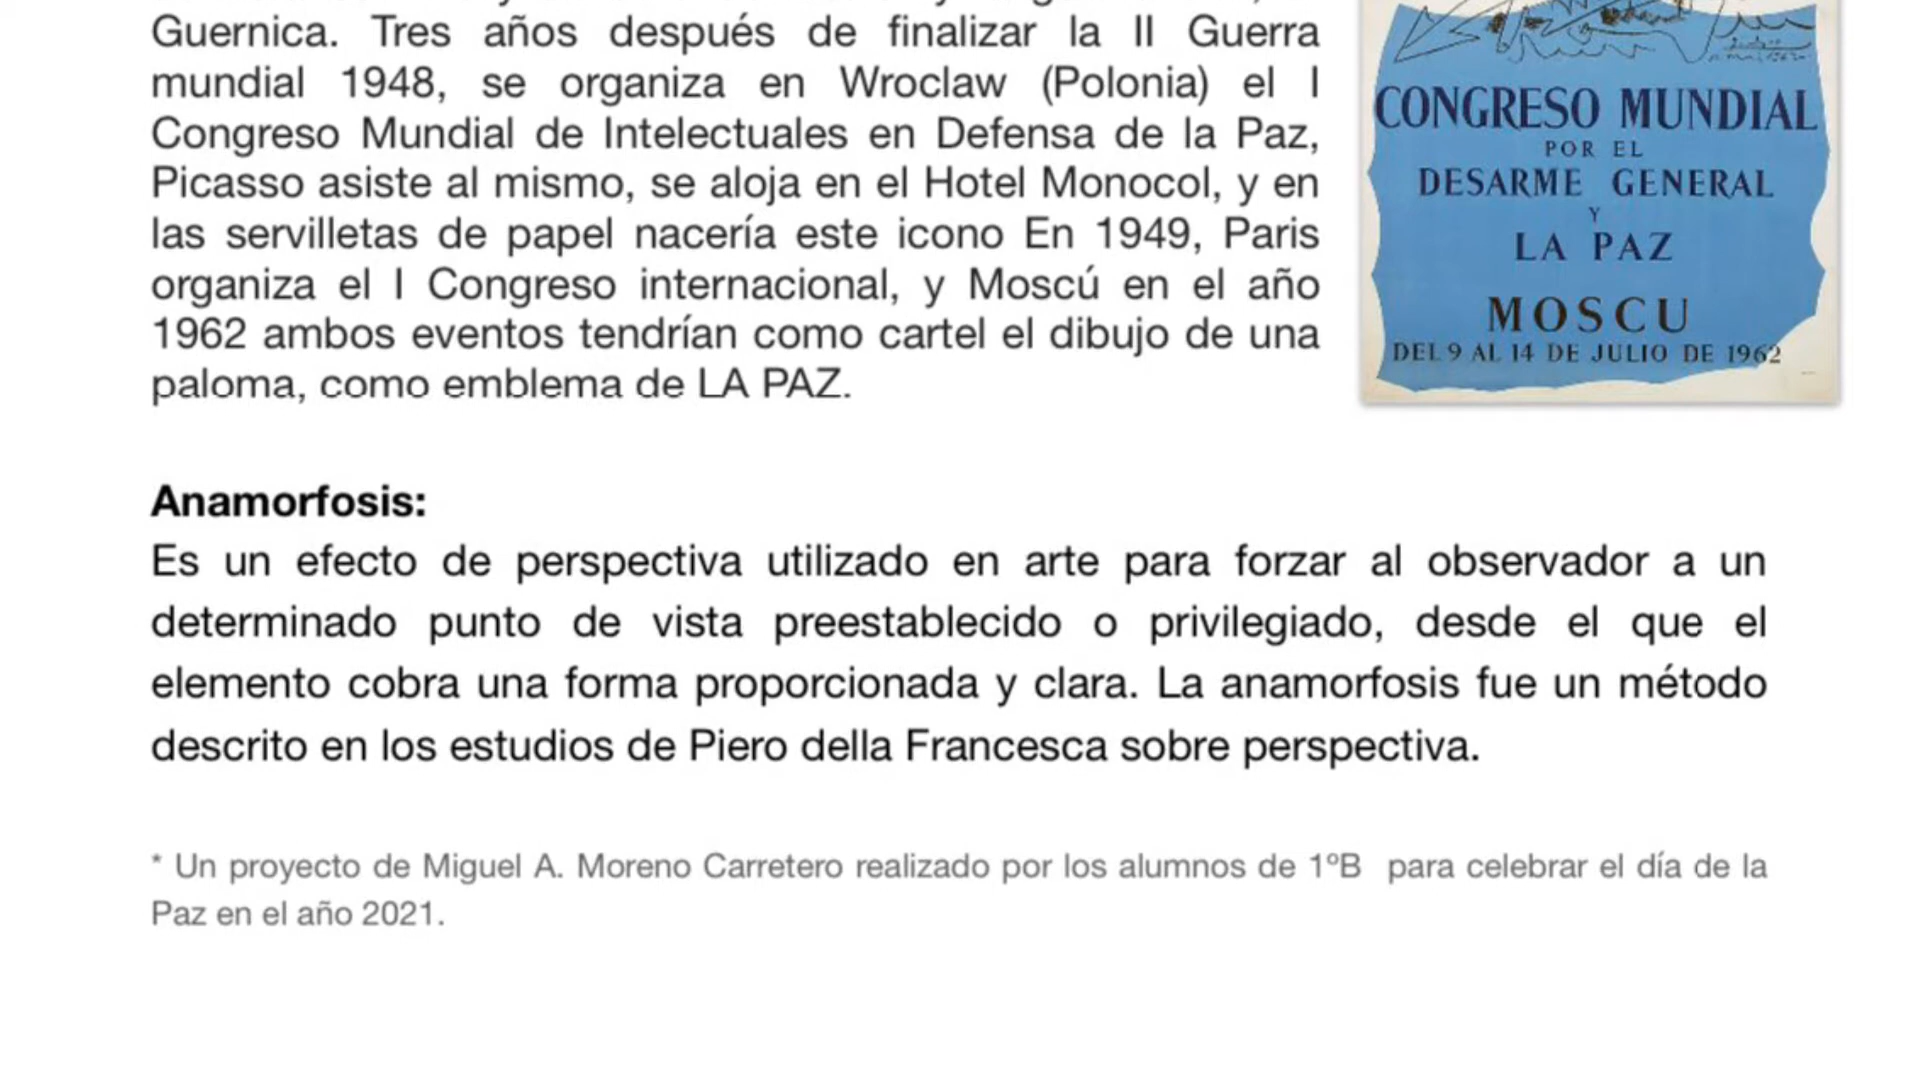 Guernica. Tres años después de finalizar la II Guerra
mundial 1948, se organiza en Wroclaw (Polonia) el I
Congreso Mundial de Intelectuales en Defensa de la Paz,
Picasso asiste al mismo, se aloja en el Hotel Monocol, y en
las servilletas de papel nacería este icono En 1949, Paris
organiza el I Congreso internacional, y Moscú en el año
1962 ambos eventos tendrían como cartel el dibujo de una
paloma, como emblema de LA PAZ.
CONGRESO MUNDIAL
POR EL
DESARME GENERAL
Y
LA PAZ
MOSCU
DEL 9 AL 14 DE JULIO DE 1962
Anamorfosis:
Es un efecto de perspectiva utilizado en arte para forzar al observador a un
determinado punto de vista preestablecido o privilegiado, desde el que el
elemento cobra una forma proporcionada y clara. La anamorfosis fue un método
descrito en los estudios de Piero della Francesca sobre perspectiva.
* Un proyecto de Miguel A. Moreno Carretero realizado por los alumnos de 1ºB para celebrar el día de la
Paz en el año 2021.